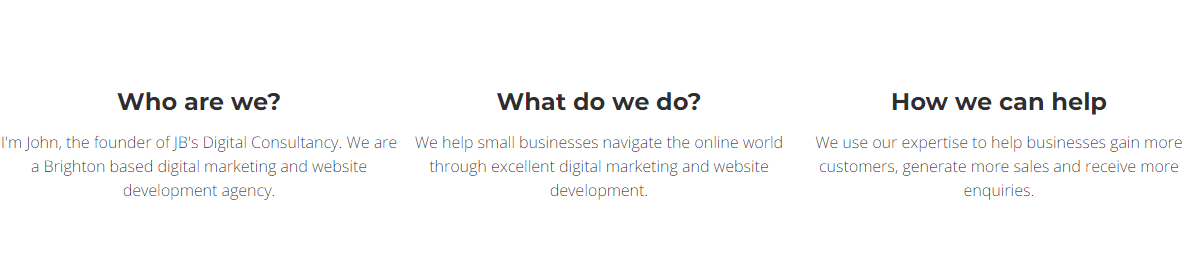 Who are we?
I'm John, the founder of JB's Digital Consultancy. We are
a Brighton based digital marketing and website
development agency.
What do we do?
We help small businesses navigate the online world
through excellent digital marketing and website
development.
How we can help
We use our expertise to help businesses gain more
customers, generate more sales and receive more
enquiries.